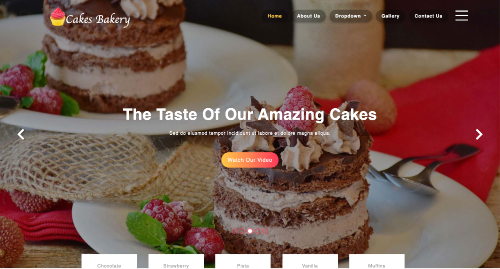 Cakes Bakery
Home About Us Dropdown Gallery Contact Us
The Taste Of Our Amazing Cakes
Sed do eiusmod tempor incididunt ut labore et dolore magna aliqua.
Watch Our Video
Chocolate Strawberry Pista Vanilla Muffins